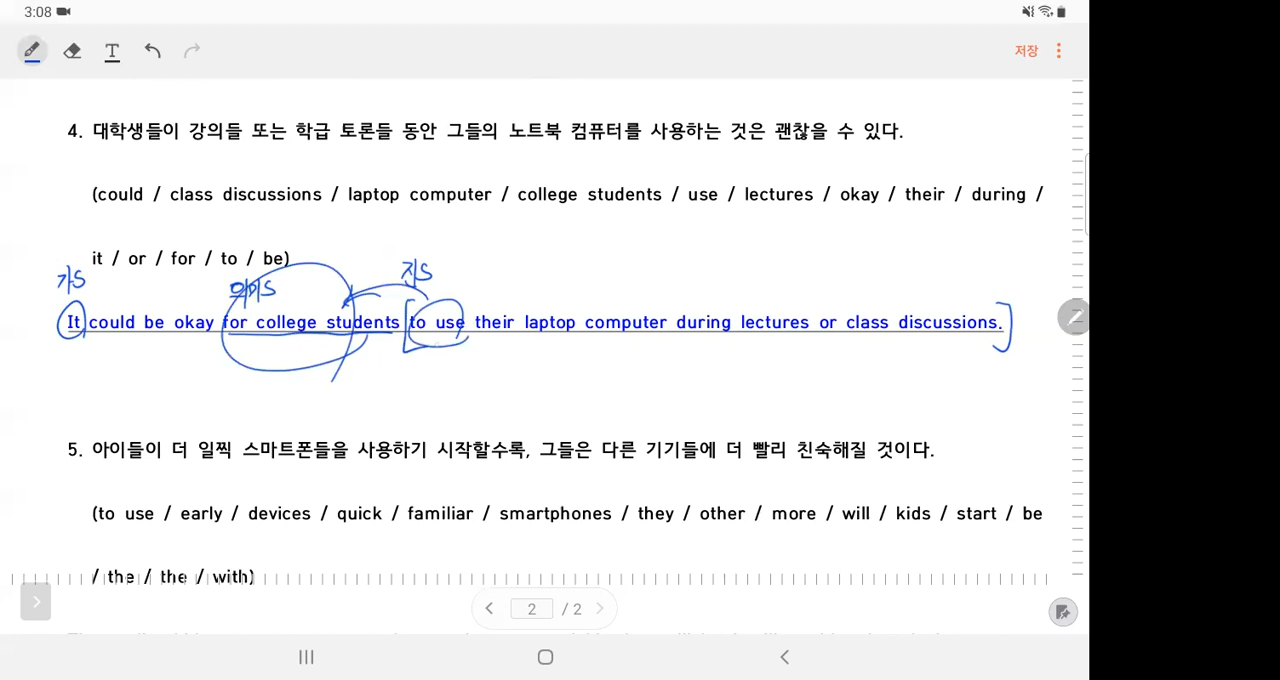 3:08
T
저장
4. 대학생들이 강의들 또는 학급 토론들 동안 그들의 노트북 컴퓨터를 사용하는 것은 괜찮을 수 있다.
(could / class discussions / laptop computer / college students / use / lectures / okay / their / during /
it / or / for / to / be)
가S 의미S 진S
It could be okay for college students to use their laptop computer during lectures or class discussions.
5. 아이들이 더 일찍 스마트폰들을 사용하기 시작할수록, 그들은 다른 기기들에 더 빨리 친숙해질 것이다.
(to use / early / devices / quick / familiar / smartphones / they / other / more / will / kids / start / be
/ the / the / with)
2 / 2